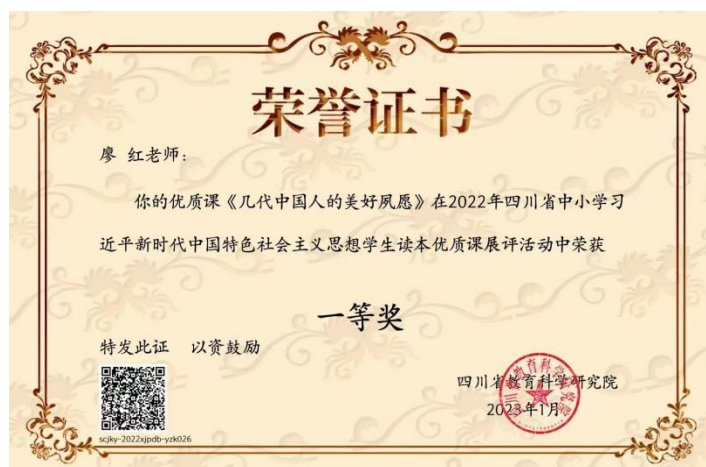 荣誉证书
廖 红老师：
你的优质课《几代中国人的美好夙愿》在2022年四川省中小学习
近平新时代中国特色社会主义思想学生读本优质课展评活动中荣获
一等奖
特发此证 以资鼓励
四川省教育科学研究院
2023年1月
scjky-2022xjpdb-yzk026